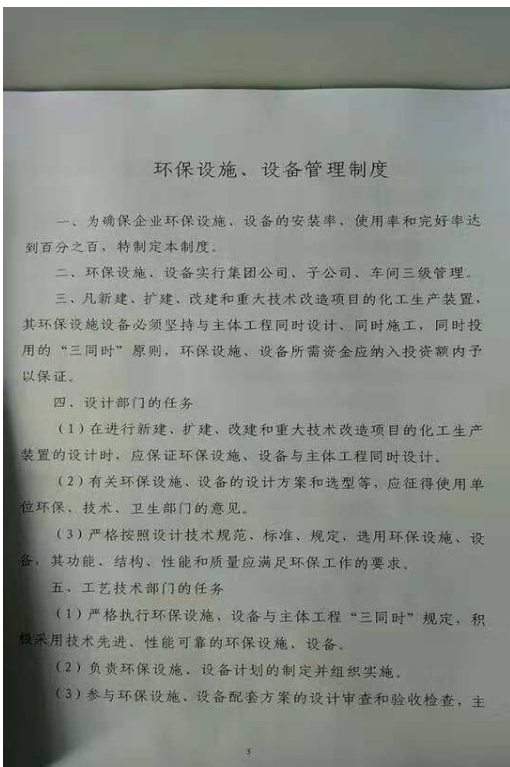 环保设施、设备管理制度
一、为确保企业环保设施、设备的安装率、使用率和完好率达
到百分之百，特制定本制度。
二、环保设施、设备实行集团公司、子公司、车间三级管理。
三、凡新建、扩建、改建和重大技术改造项目的化工生产装置，
其环保设施设备必须坚持与主体工程同时设计、同时施工，同时投
用的“三同时”原则，环保设施、设备所需资金应纳入投资额内予
以保证。
四、设计部门的任务
（1）在进行新建、扩建、改建和重大技术改造项目的化工生产
装置的设计时，应保证环保设施、设备与主体工程同时设计。
（2）有关环保设施、设备的设计方案和选型等，应征得使用单
位环保、技术、卫生部门的意见。
（3）严格按照设计技术规范、标准、规定，选用环保设施、设
备，其功能、结构、性能和质量应满足环保工作的要求。
五、工艺技术部门的任务
（1）严格执行环保设施、设备与主体工程“三同时”规定，积
极采用技术先进、性能可靠的环保设施、设备。
（2）负责环保设施、设备计划的制定并组织实施。
（3）参与环保设施、设备配套方案的设计审查和验收检查，主
5